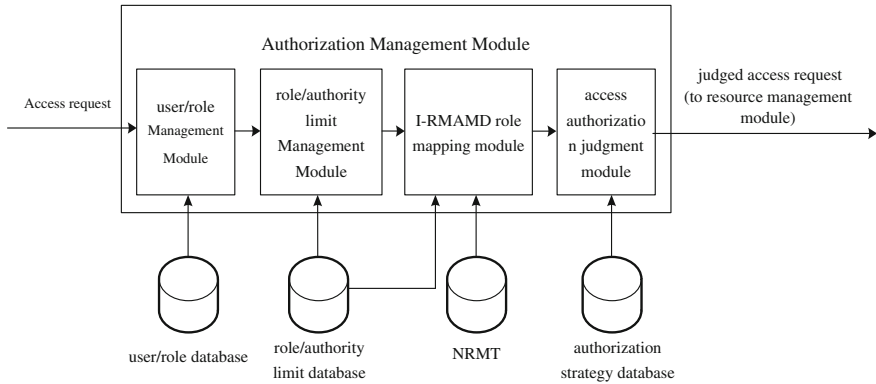 Authorization Management Module
Access request
user/role
Management
Module
role/authority
limit
Management
Module
I-RMAMD role
mapping module
access
authorizatio
n judgment
module
judged access request
(to resource management
module)
user/role database
role/authority
limit database
NRMT
authorization
strategy database